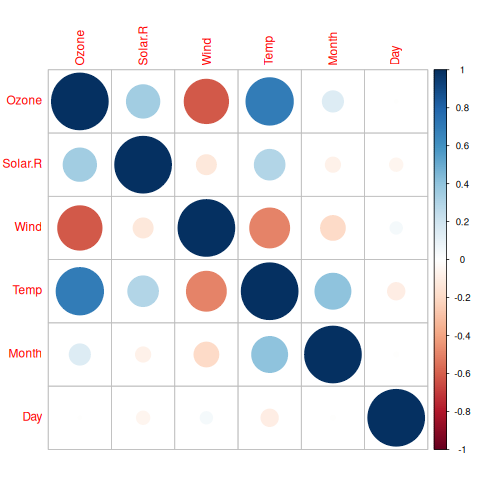 Ozone
Solar.R
Wind
Temp
Month
Day
Ozone
Solar.R
Wind
Temp
Month
Day
1
0.8
0.6
0.4
0.2
0
-0.2
-0.4
-0.6
-0.8
-1